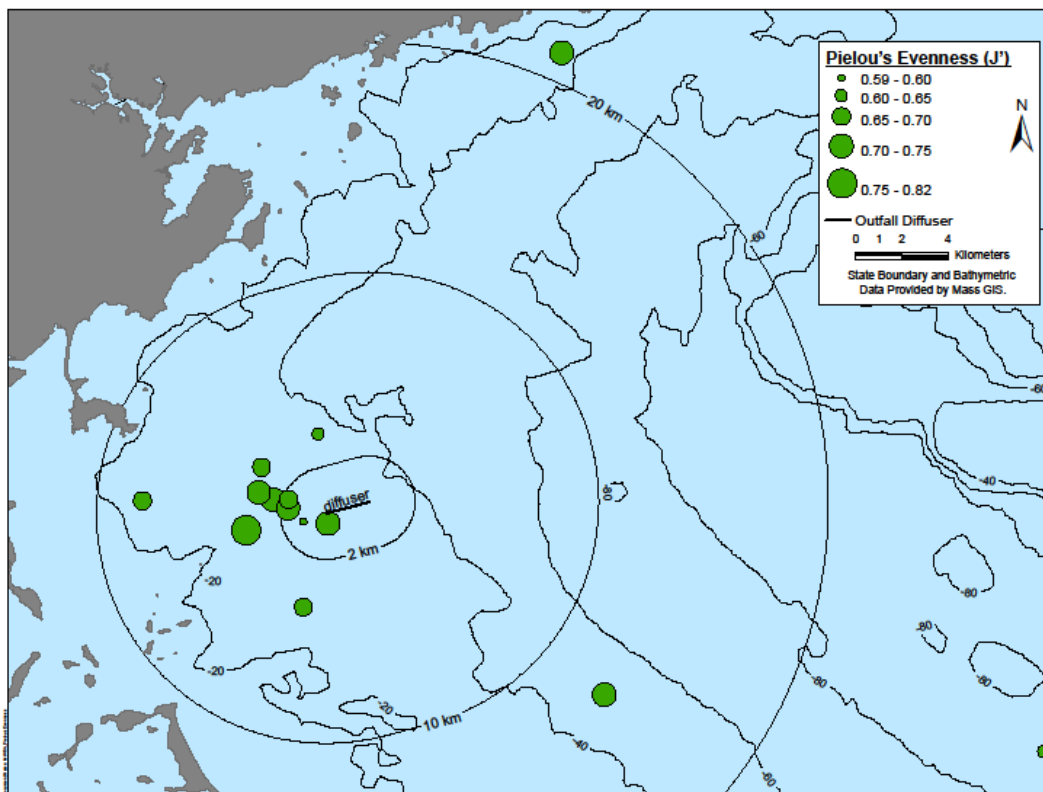 Pielou's Evenness (J')
0.59 - 0.60
0.60 - 0.65
0.65 - 0.70
0.70 - 0.75
0.75 - 0.82
Outfall Diffuser
0 1 2 4
Kilometers
State Boundary and Bathymetric
Data Provided by Mass GIS.
N
20 km
-60
-60
-40
-80
diffuser
2 km
-20
-80
-80
-80
-20
-20
10 km
-40
-80
-60